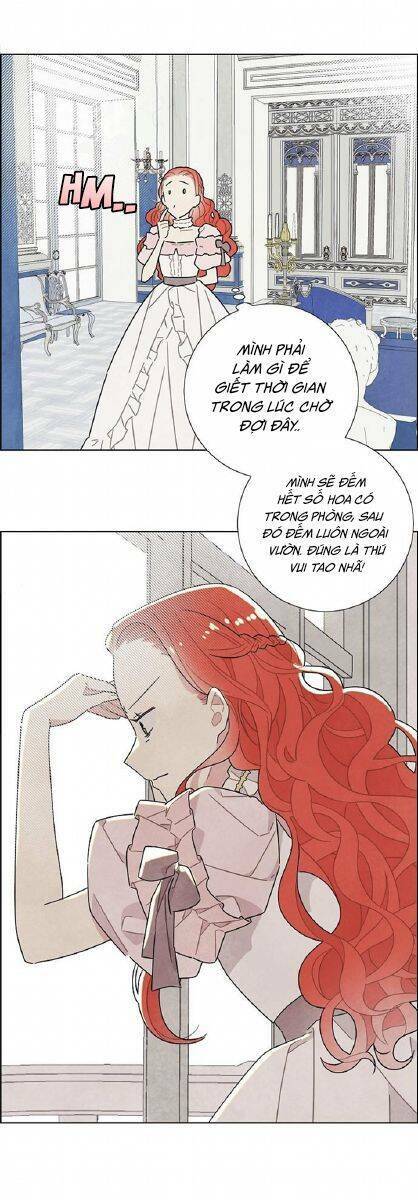 HM..
MÌNH PHẢI
LÀM GÌ ĐỂ
GIẾT THỜI GIAN
TRONG LÚC CHỜ
ĐỢI ĐÂY..
MÌNH SẼ ĐẾM
HẾT SỐ HOA CÓ
TRONG PHÒNG, SAU
ĐÓ ĐẾM LUÔN NGOÀI
VƯỜN. ĐÚNG LÀ THÚ
VUI TAO NHÃ!